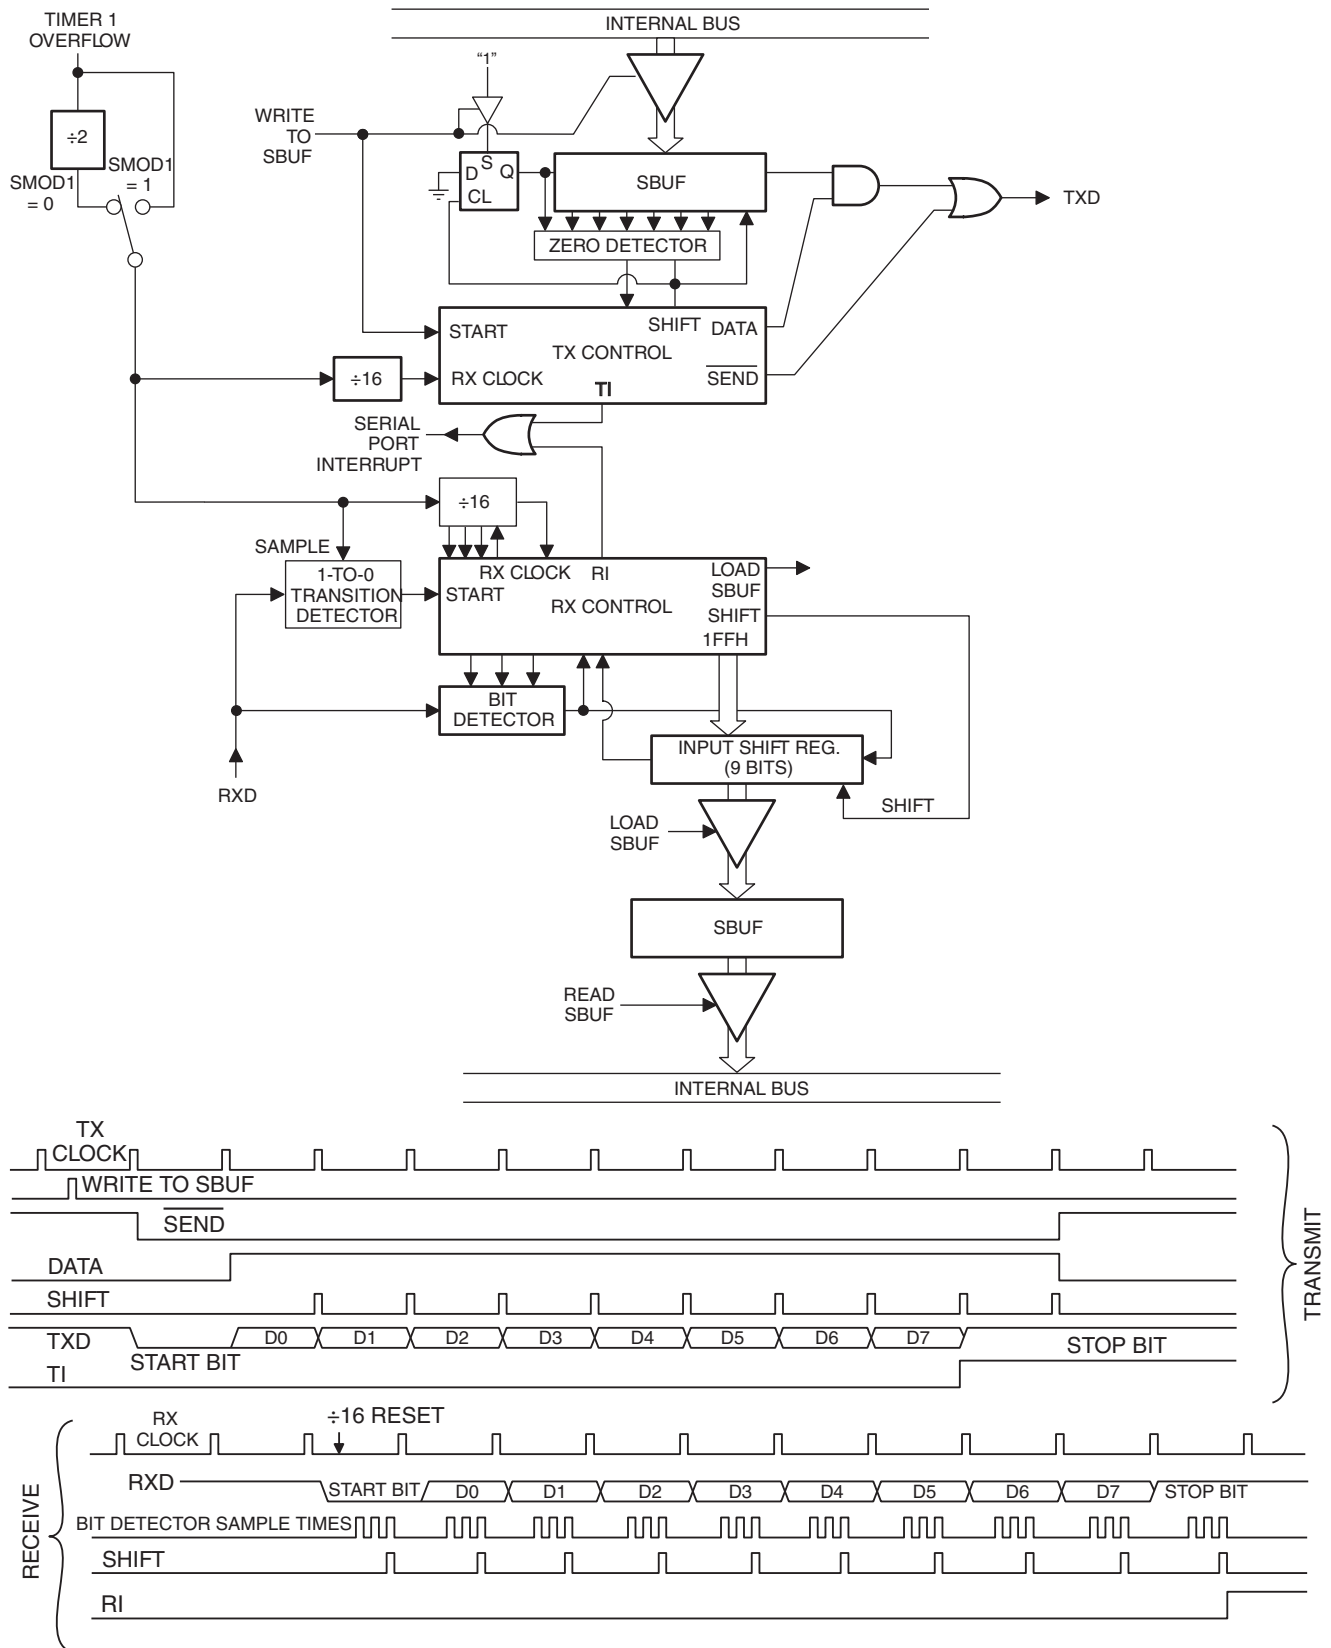 TIMER 1
OVERFLOW
INTERNAL BUS
“1”
WRITE
TO
SBUF
÷2
SMOD1
= 0
SMOD1
= 1
D
S
Q
CL
SBUF
TXD
ZERO DETECTOR
START
SHIFT
DATA
TX CONTROL
÷16
RX CLOCK
TI
SEND
SERIAL
PORT
INTERRUPT
÷16
SAMPLE
1-TO-0
TRANSITION
DETECTOR
RX CLOCK
RI
LOAD
SBUF
START
RX CONTROL
SHIFT
1FFH
BIT
DETECTOR
INPUT SHIFT REG.
(9 BITS)
RXD
SHIFT
LOAD
SBUF
SBUF
READ
SBUF
INTERNAL BUS
TX
CLOCK
WRITE TO SBUF
SEND
DATA
SHIFT
TXD
START BIT
D0
D1
D2
D3
D4
D5
D6
D7
STOP BIT
TI
TRANSMIT
RX
CLOCK
÷16 RESET
RXD
START BIT
D0
D1
D2
D3
D4
D5
D6
D7
STOP BIT
BIT DETECTOR SAMPLE TIMES
SHIFT
RI
RECEIVE